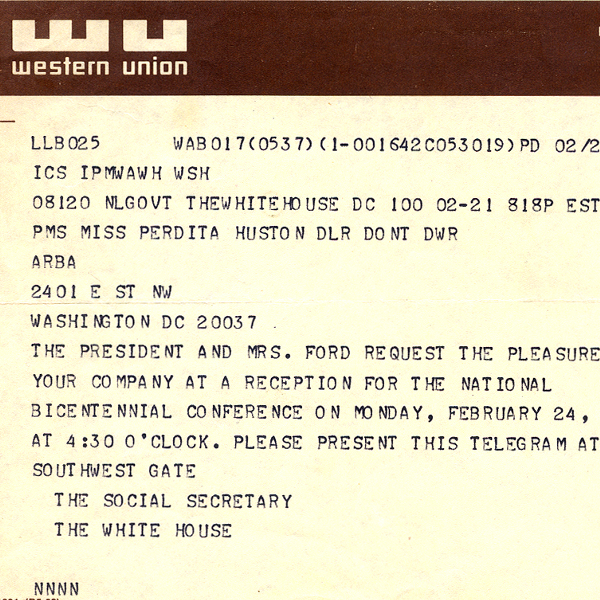 western union
LLB025 WAB017(0537)(1-001642C053019)PD 02/2
ICS IPMWAWH WSH
08120 NLGOVT THEWHITEHOUSE DC 100 02-21 818P EST
PMS MISS PERDITA HUSTON DLR DONT DWR
ARBA
2401 E ST NW
WASHINGTON DC 20037
THE PRESIDENT AND MRS. FORD REQUEST THE PLEASURE
YOUR COMPANY AT A RECEPTION FOR THE NATIONAL
BICENTENNIAL CONFERENCE ON MONDAY, FEBRUARY 24,
AT 4:30 O'CLOCK. PLEASE PRESENT THIS TELEGRAM AT
SOUTHWEST GATE
THE SOCIAL SECRETARY
THE WHITE HOUSE
NNNN